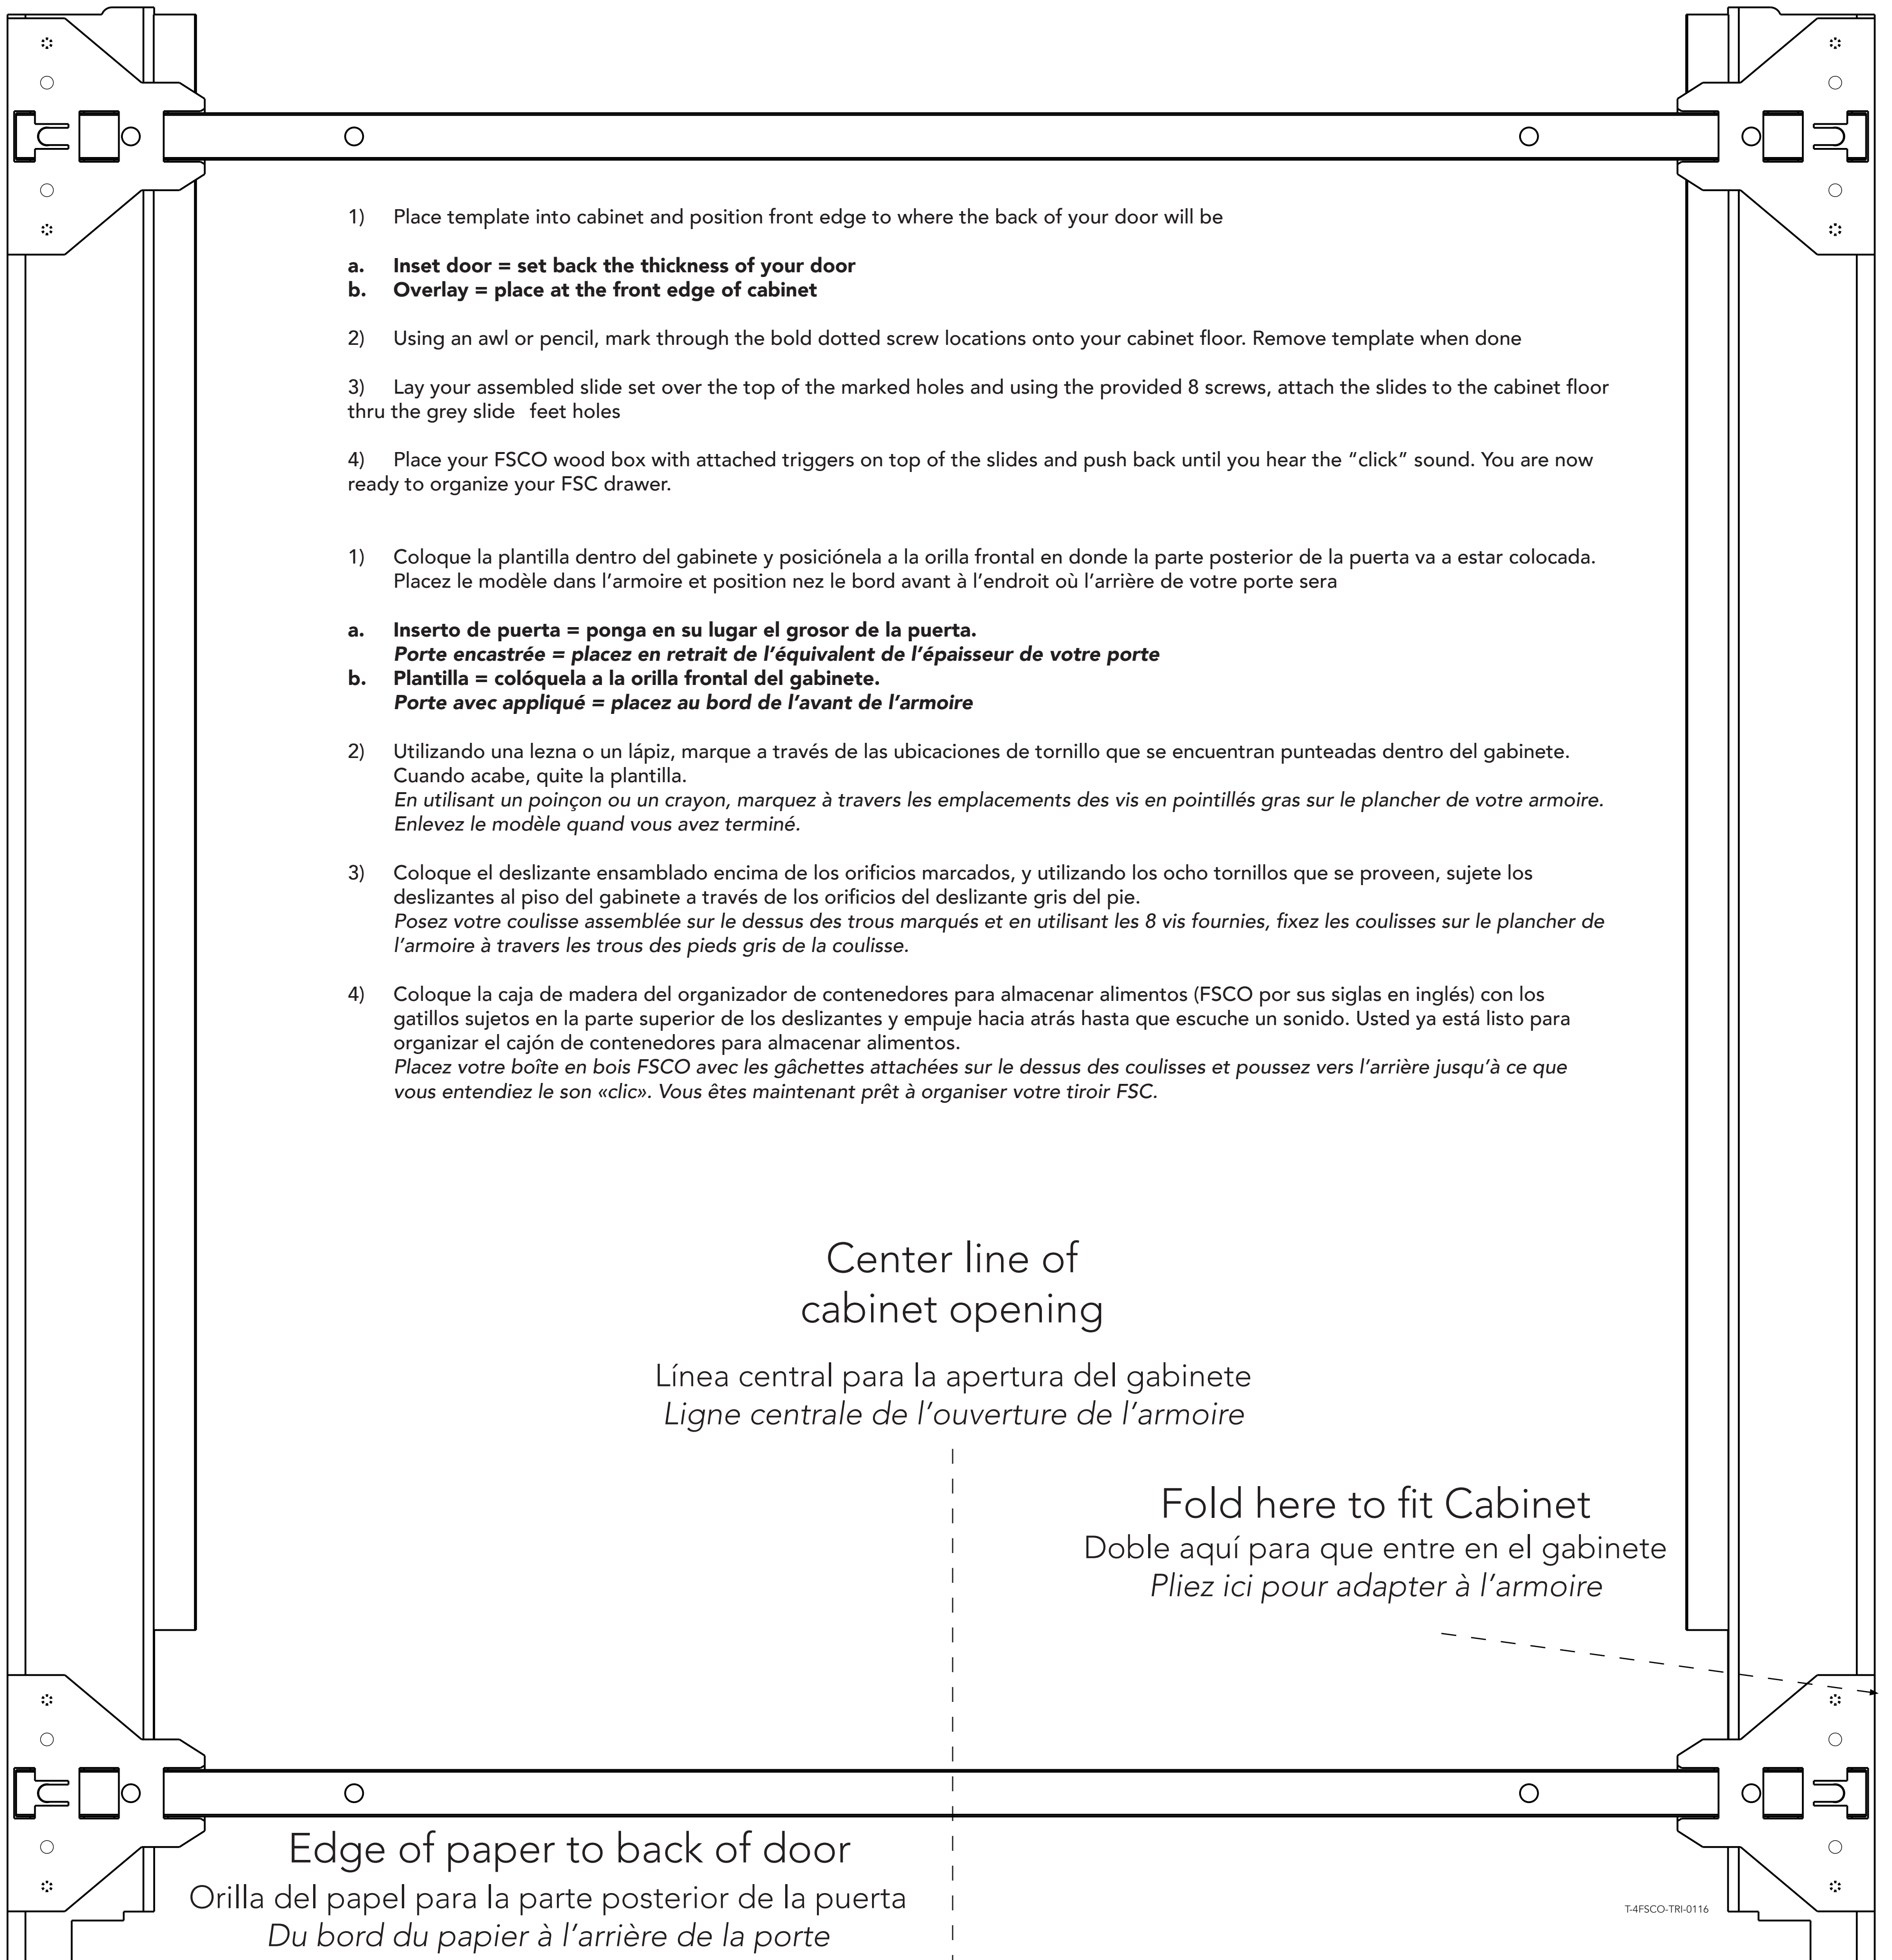 1) Place template into cabinet and position front edge to where the back of your door will be
a. Inset door = set back the thickness of your door
b. Overlay = place at the front edge of cabinet
2) Using an awl or pencil, mark through the bold dotted screw locations onto your cabinet floor. Remove template when done
3) Lay your assembled slide set over the top of the marked holes and using the provided 8 screws, attach the slides to the cabinet floor
thru the grey slide feet holes
4) Place your FSCO wood box with attached triggers on top of the slides and push back until you hear the “click” sound. You are now
ready to organize your FSC drawer.
1) Coloque la plantilla dentro del gabinete y posiciónela a la orilla frontal en donde la parte posterior de la puerta va a estar colocada.
Placez le modèle dans l’armoire et position nez le bord avant à l’endroit où l’arrière de votre porte sera
a. Inserto de puerta = ponga en su lugar el grosor de la puerta.
Porte encastrée = placez en retrait de l’équivalent de l’épaisseur de votre porte
b. Plantilla = colóquela a la orilla frontal del gabinete.
Porte avec appliqué = placez au bord de l’avant de l’armoire
2) Utilizando una lezna o un lápiz, marque a través de las ubicaciones de tornillo que se encuentran punteadas dentro del gabinete.
Cuando acabe, quite la plantilla.
En utilisant un poinçon ou un crayon, marquez à travers les emplacements des vis en pointillés gras sur le plancher de votre armoire.
Enlevez le modèle quand vous avez terminé.
3) Coloque el deslizante ensamblado encima de los orificios marcados, y utilizando los ocho tornillos que se proveen, sujete los
deslizantes al piso del gabinete a través de los orificios del deslizante gris del pie.
Posez votre coulisse assemblée sur le dessus des trous marqués et en utilisant les 8 vis fournies, fixez les coulisses sur le plancher de
l’armoire à travers les trous des pieds gris de la coulisse.
4) Coloque la caja de madera del organizador de contenedores para almacenar alimentos (FSCO por sus siglas en inglés) con los
gatillos sujetos en la parte superior de los deslizantes y empuje hacia atrás hasta que escuche un sonido. Usted ya está listo para
organizar el cajón de contenedores para almacenar alimentos.
Placez votre boîte en bois FSCO avec les gâchettes attachées sur le dessus des coulisses et poussez vers l’arrière jusqu’à ce que
vous entendiez le son «clic». Vous êtes maintenant prêt à organiser votre tiroir FSC.
Center line of
cabinet opening
Línea central para la apertura del gabinete
Ligne centrale de l’ouverture de l’armoire
Fold here to fit Cabinet
Doble aquí para que entre en el gabinete
Pliez ici pour adapter à l’armoire
Edge of paper to back of door
Orilla del papel para la parte posterior de la puerta
Du bord du papier à l’arrière de la porte
T-4FSCO-TRI-0116